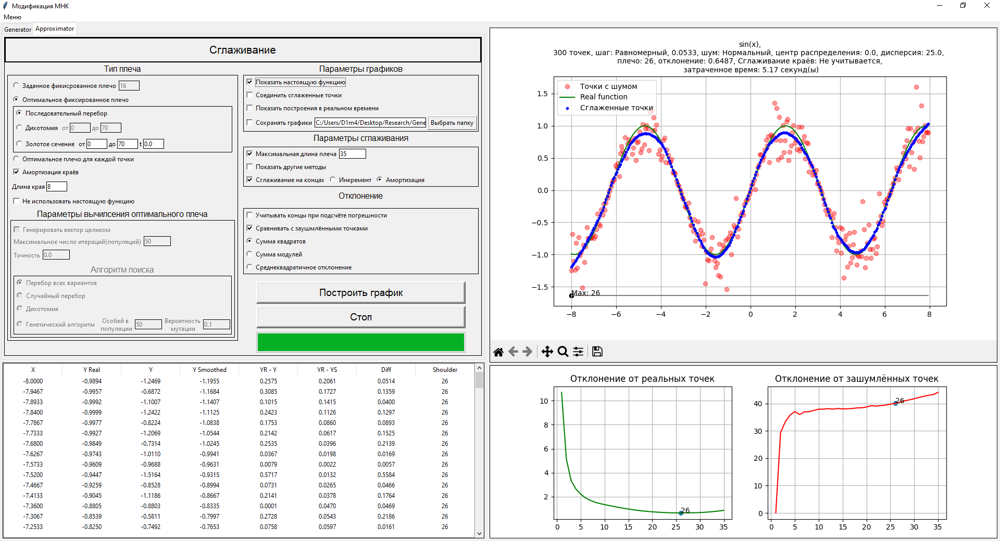 Модификация МНК
Меню
Generator Approximator
Сглаживание
Тип плеча
Заданное фиксированное плечо 16
Оптимальное фиксированное плечо
Последовательный перебор
Дихотомия от 0 до 70
Золотое сечение от 0 до 70 t 0.0
Оптимальное плечо для каждой точки
Амортизация краёв
Длина края 8
Не использовать настоящую функцию
Параметры вычилсения оптимального плеча
Генерировать вектор целиком
Максимальное число итераций(популяций) 50
Точность 0.0
Алгоритм поиска
Перебор всех вариантов
Случайный перебор
Дихотомия
Генетический алгоритм Особей в популяции 50 Вероятность мутации 0.1
Параметры графиков
Показать настоящую функцию
Соединить сглаженные точки
Показать построения в реальном времени
Сохранять графики C:/Users/D1m4/Desktop/Research/Gene Выбрать папку
Параметры сглаживания
Максимальная длина плеча 35
Показать другие методы
Сглаживание на концах Инкремент Амортизация
Отклонение
Учитывать концы при подсчёте погрешности
Сравнивать с заушмлёнными точками
Сумма квадратов
Сумма модулей
Среднеквадратичное отклонение
Построить график
Стоп
X Y Real Y Y Smoothed YR - Y YR - YS Diff Shoulder
-8.0000 -0.9894 -1.2469 -1.1955 0.2575 0.2061 0.0514 26
-7.9467 -0.9957 -0.6872 -1.1684 0.3085 0.1727 0.1359 26
-7.8933 -0.9992 -1.1007 -1.1407 0.1015 0.1415 0.0400 26
-7.8400 -0.9999 -1.2422 -1.1125 0.2423 0.1126 0.1297 26
-7.7867 -0.9977 -0.8224 -1.0838 0.1753 0.0860 0.0893 26
-7.7333 -0.9927 -1.2069 -1.0544 0.2142 0.0617 0.1525 26
-7.6800 -0.9849 -0.7314 -1.0245 0.2535 0.0396 0.2139 26
-7.6267 -0.9743 -1.0110 -0.9941 0.0367 0.0198 0.0169 26
-7.5733 -0.9609 -0.9688 -0.9631 0.0079 0.0022 0.0057 26
-7.5200 -0.9447 -1.5164 -0.9315 0.5717 0.0132 0.5584 26
-7.4667 -0.9259 -0.8528 -0.8994 0.0731 0.0265 0.0466 26
-7.4133 -0.9045 -1.1186 -0.8667 0.2141 0.0378 0.1764 26
-7.3600 -0.8805 -0.8803 -0.8335 0.0001 0.0470 0.0469 26
-7.3067 -0.8539 -0.5811 -0.7997 0.2728 0.0543 0.2186 26
-7.2533 -0.8250 -0.7492 -0.7653 0.0758 0.0597 0.0161 26
sin(x),
300 точек, шаг: Равномерный, 0.0533, шум: Нормальный, центр распределения: 0.0, дисперсия: 25.0,
плечо: 26, отклонение: 0.6487, Сглаживание краёв: Не учитывается,
затраченное время: 5.17 секунд(ы)
Точки с шумом
Real function
Сглаженные точки
1.5
1.0
0.5
0.0
−0.5
−1.0
−1.5
Max: 26
−8 −6 −4 −2 0 2 4 6 8
Отклонение от реальных точек
10
8
6
4
2
26
0 5 10 15 20 25 30 35
Отклонение от зашумлённых точек
40
30
20
10
0
26
0 5 10 15 20 25 30 35